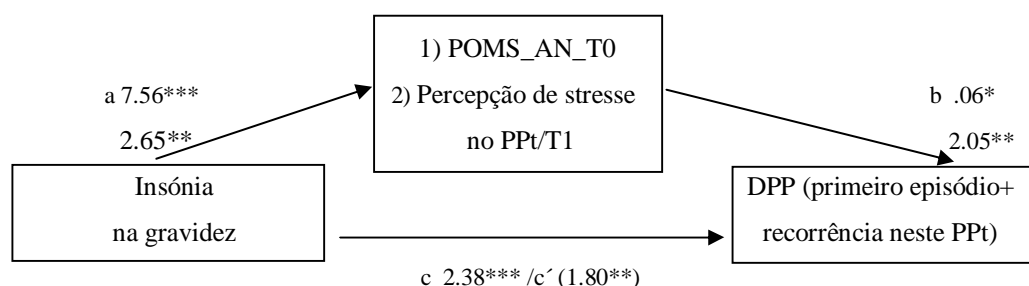 1) POMS_AN_T0
2) Percepção de stresse
no PPt/T1
a 7.56***
2.65**
b .06*
2.05**
Insónia
na gravidez
DPP (primeiro episódio+
recorrência neste PPt)
c 2.38*** /c´ (1.80**)